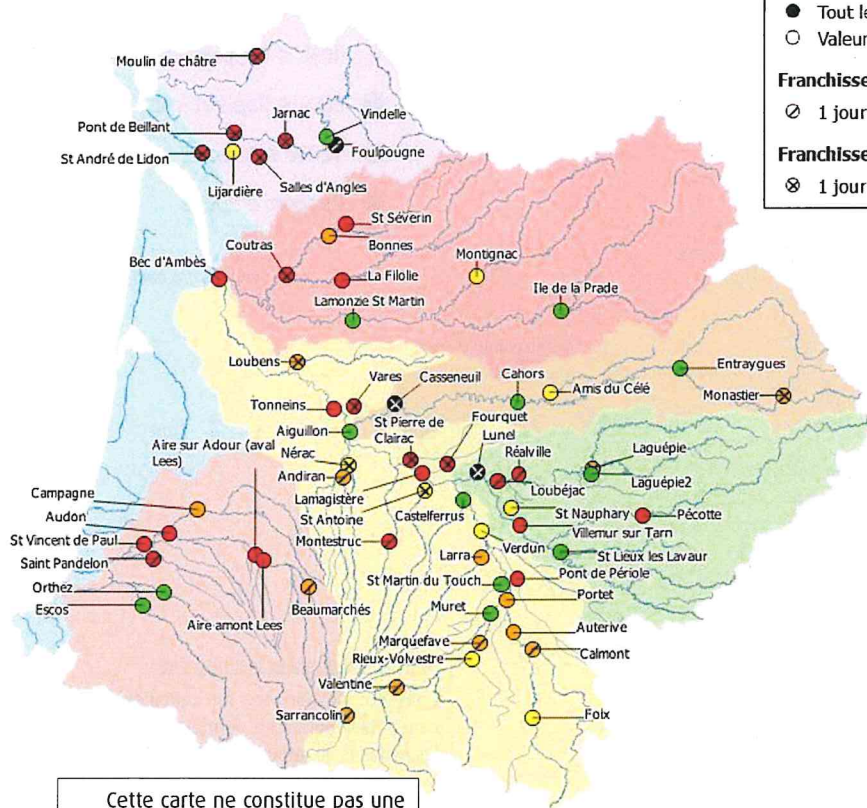 Tout le
Valeur
Franchisse
1 jour
Franchisse
1 jour
Moulin de châtre
Pont de Beillant
Jarnac
Vindelle
Foulpougne
St André de Lidon
Lijardière
Salles d'Angles
St Séverin
Bonnes
Coutras
Montignac
Bec d'Ambès
La Filolie
Ile de la Prade
Lamonzie St Martin
Loubens
Cahors
Entraygues
Vares
Casseneuil
Amis du Célé
Monastier
Tonneins
Fourquet
Aiguillon
St Pierre de
Clairac
Lunel
Réalville
Laguépie
Aire sur Adour (aval
Lees)
Nérac
Andiran
Loubéjac
Laguépie2
Campagne
Lamagistère
St Nauphary
Pécotte
Audon
St Antoine
Castelferrus
Villemur sur Tarn
St Vincent de Paul
Montestruc
Verdun
St Lieux les Lavaur
Saint Pandelon
Larra
Orthez
St Martin du Touch
Pont de Périole
Escos
Portet
Beaumarchés
Muret
Aire amont Lees
Auterive
Marquefave
Calmont
Rieux-Volvestre
Valentine
Sarrancolin
Foix
Cette carte ne constitue pas une